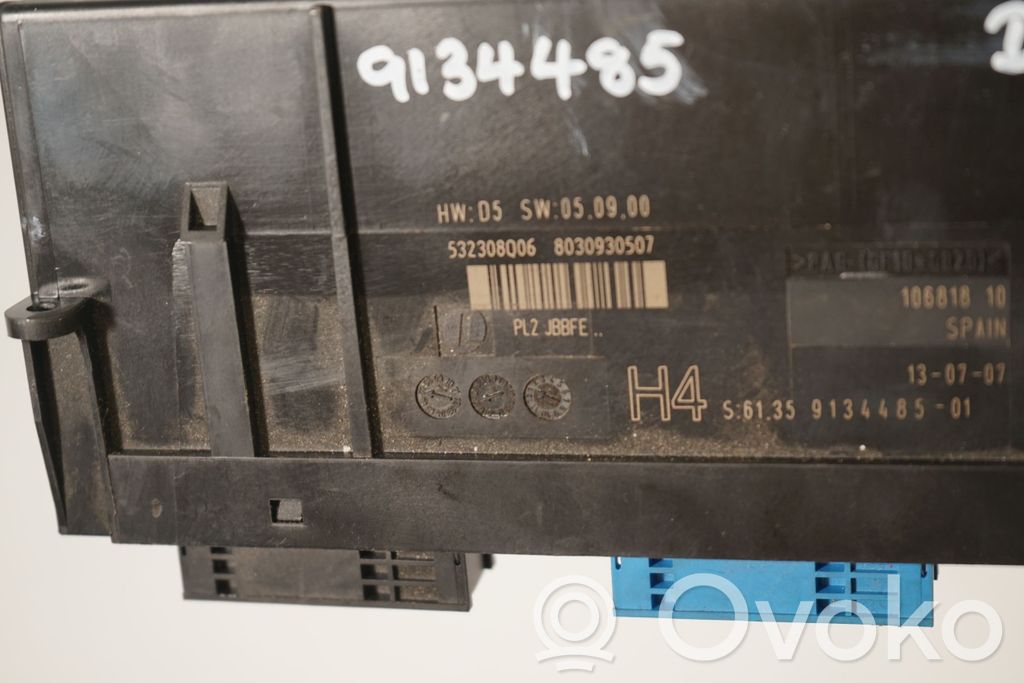 9134485
HW:D5 SW:05.09.00
532308006 8030930507
106818 10
PL2 JBBFE..
SPAIN
13-07-07
H4 S:61.35 9134485-01
Ovoko